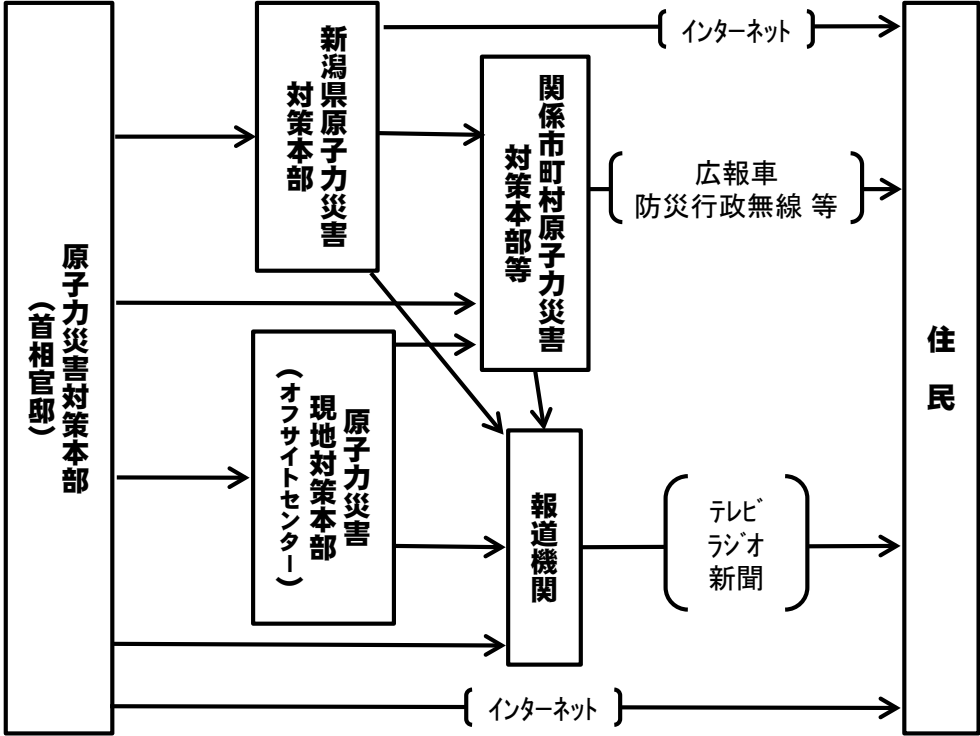 原子力災害対策本部
（首相官邸）
新潟県原子力災害
対策本部
原子力災害
現地対策本部
（オフサイトセンター）
関係市町村原子力災害
対策本部等
報道機関
インターネット
広報車
防災行政無線 等
テレビ
ラジオ
新聞
インターネット
住民